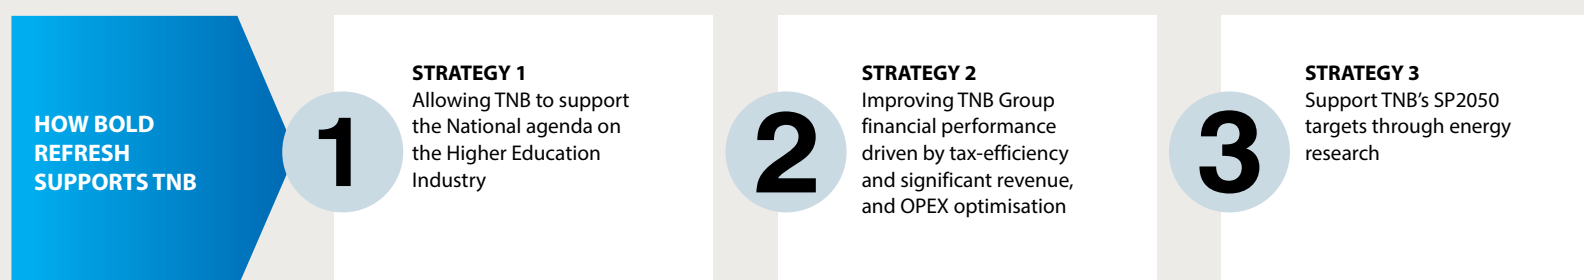 HOW BOLD
REFRESH
SUPPORTS TNB
1
STRATEGY 1
Allowing TNB to support
the National agenda on
the Higher Education
Industry
2
STRATEGY 2
Improving TNB Group
financial performance
driven by tax-efficiency
and significant revenue,
and OPEX optimisation
3
STRATEGY 3
Support TNB’s SP2050
targets through energy
research